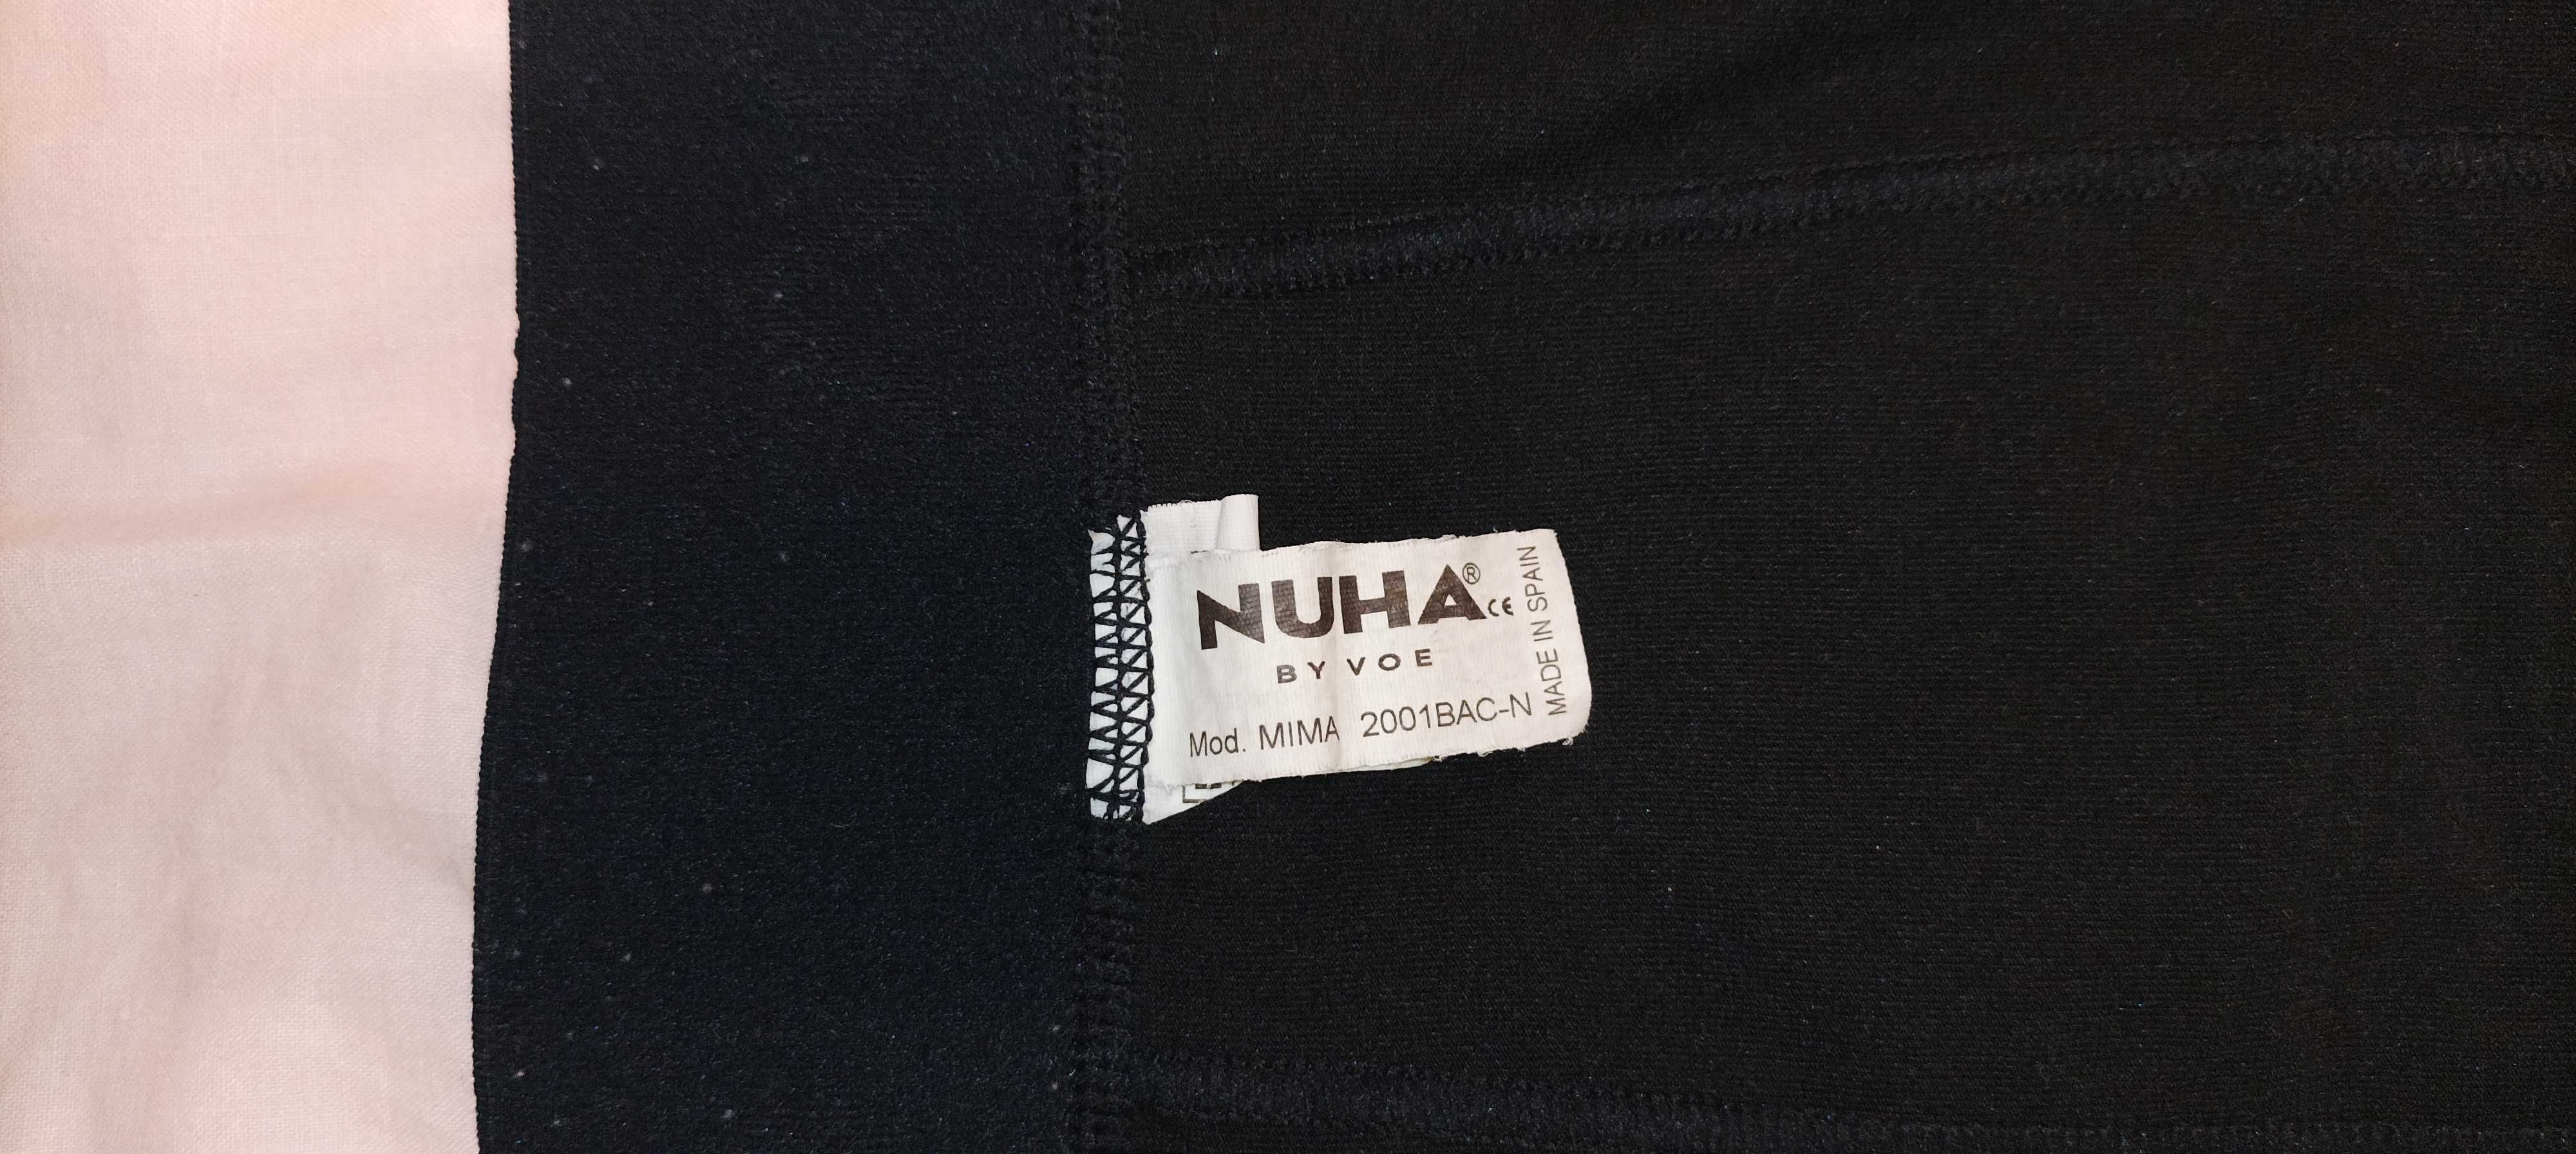 NUHA® CE
BY VOE
Mod. MIMA 2001BAC-N
MADE IN SPAIN